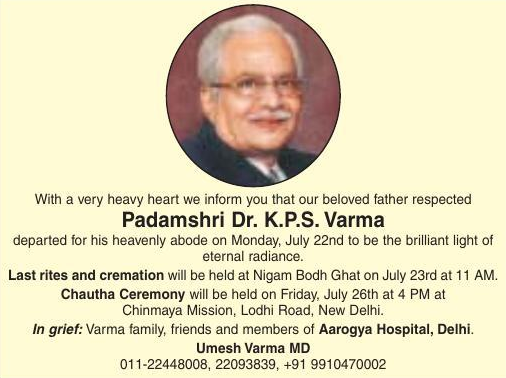 With a very heavy heart we inform you that our beloved father respected
Padamshri Dr. K.P.S. Varma
departed for his heavenly abode on Monday, July 22nd to be the brilliant light of
eternal radiance.
Last rites and cremation will be held at Nigam Bodh Ghat on July 23rd at 11 AM.
Chautha Ceremony will be held on Friday, July 26th at 4 PM at
Chinmaya Mission, Lodhi Road, New Delhi.
In grief: Varma family, friends and members of Aarogya Hospital, Delhi.
Umesh Varma MD
011-22448008, 22093839, +91 9910470002